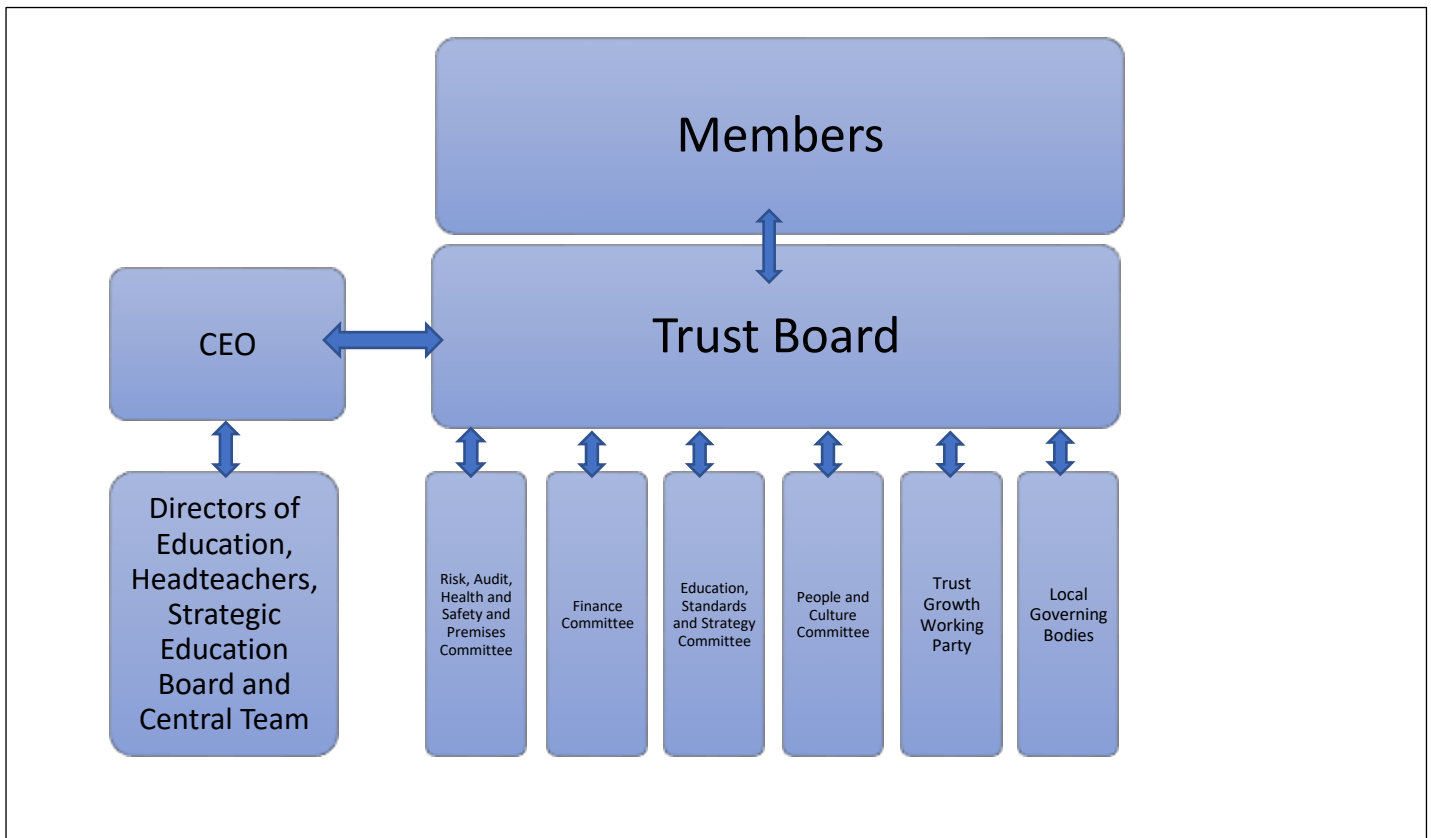 Members
Trust Board
CEO
Directors of
Education,
Headteachers,
Strategic
Education
Board and
Central Team
Risk, Audit,
Health and
Safety and
Premises
Committee
Finance
Committee
Education,
Standards
and Strategy
Committee
People and
Culture
Committee
Trust
Growth
Working
Party
Local
Governing
Bodies